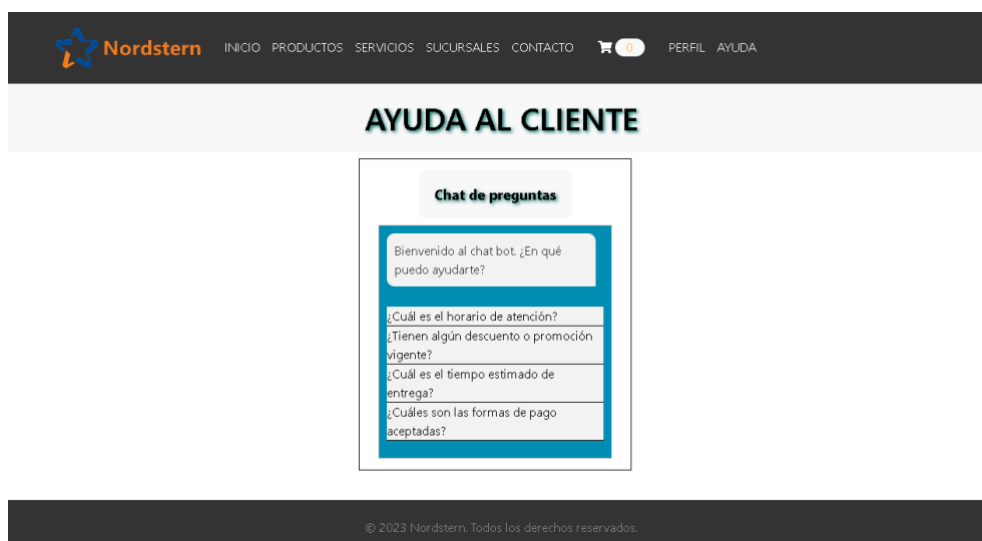 Nordstern INICIO PRODUCTOS SERVICIOS SUCURSALES CONTACTO 0 PERFIL AYUDA
AYUDA AL CLIENTE
Chat de preguntas
Bienvenido al chat bot. ¿En qué
puedo ayudarte?
¿Cuál es el horario de atención?
¿Tienen algún descuento o promoción
vigente?
¿Cuál es el tiempo estimado de
entrega?
¿Cuáles son las formas de pago
aceptadas?
© 2023 Nordstern. Todos los derechos reservados.